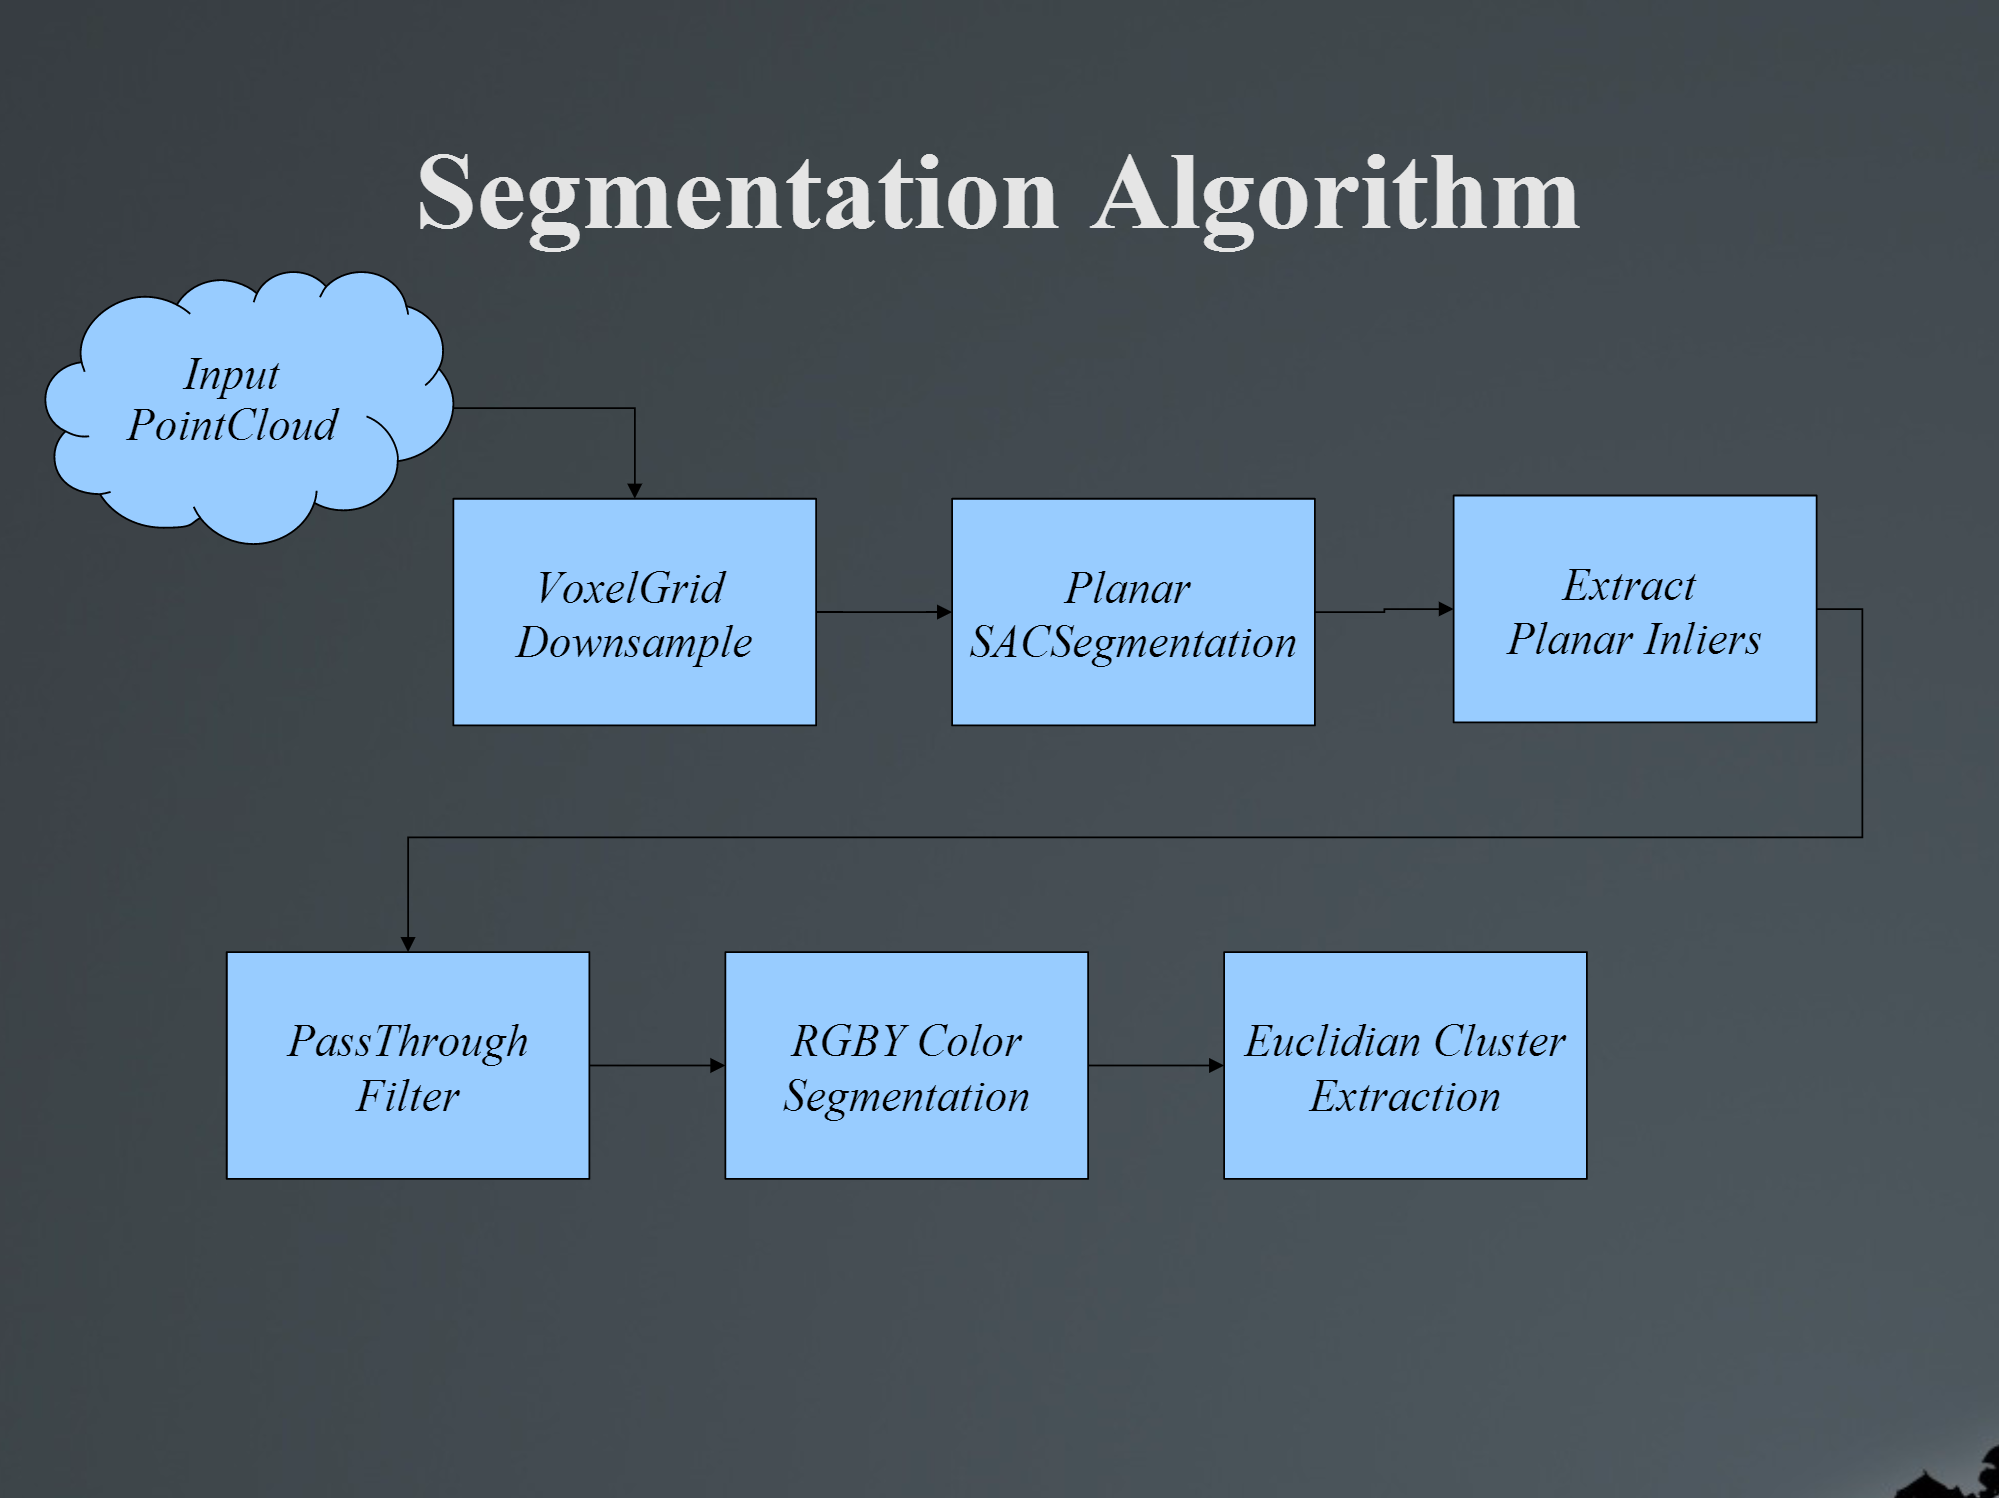 Segmentation Algorithm
Input
PointCloud
VoxelGrid
Downsample
Planar
SACSegmentation
Extract
Planar Inliers
PassThrough
Filter
RGBY Color
Segmentation
Euclidian Cluster
Extraction